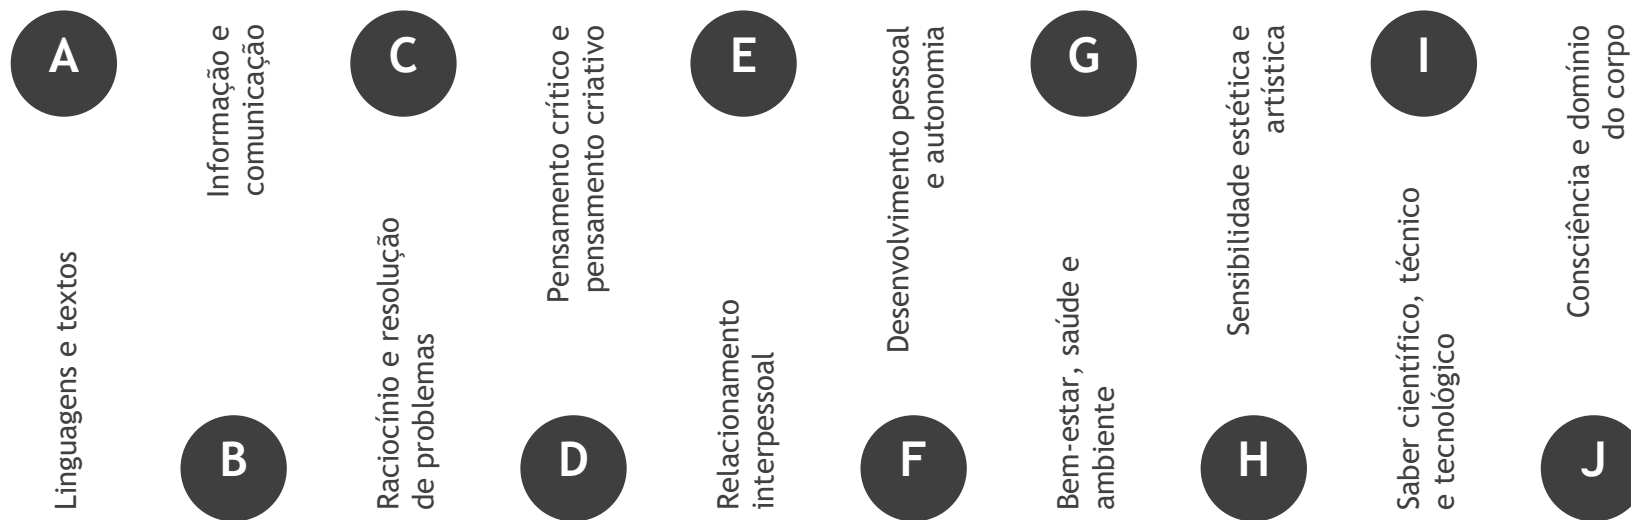 A
Linguagens e textos
Informação e
comunicação
B
C
Raciocínio e resolução
de problemas
Pensamento crítico e
pensamento criativo
D
E
Relacionamento
interpessoal
Desenvolvimento pessoal
e autonomia
F
G
Bem-estar, saúde e
ambiente
Sensibilidade estética e
artística
H
I
Saber científico, técnico
e tecnológico
Consciência e domínio
do corpo
J